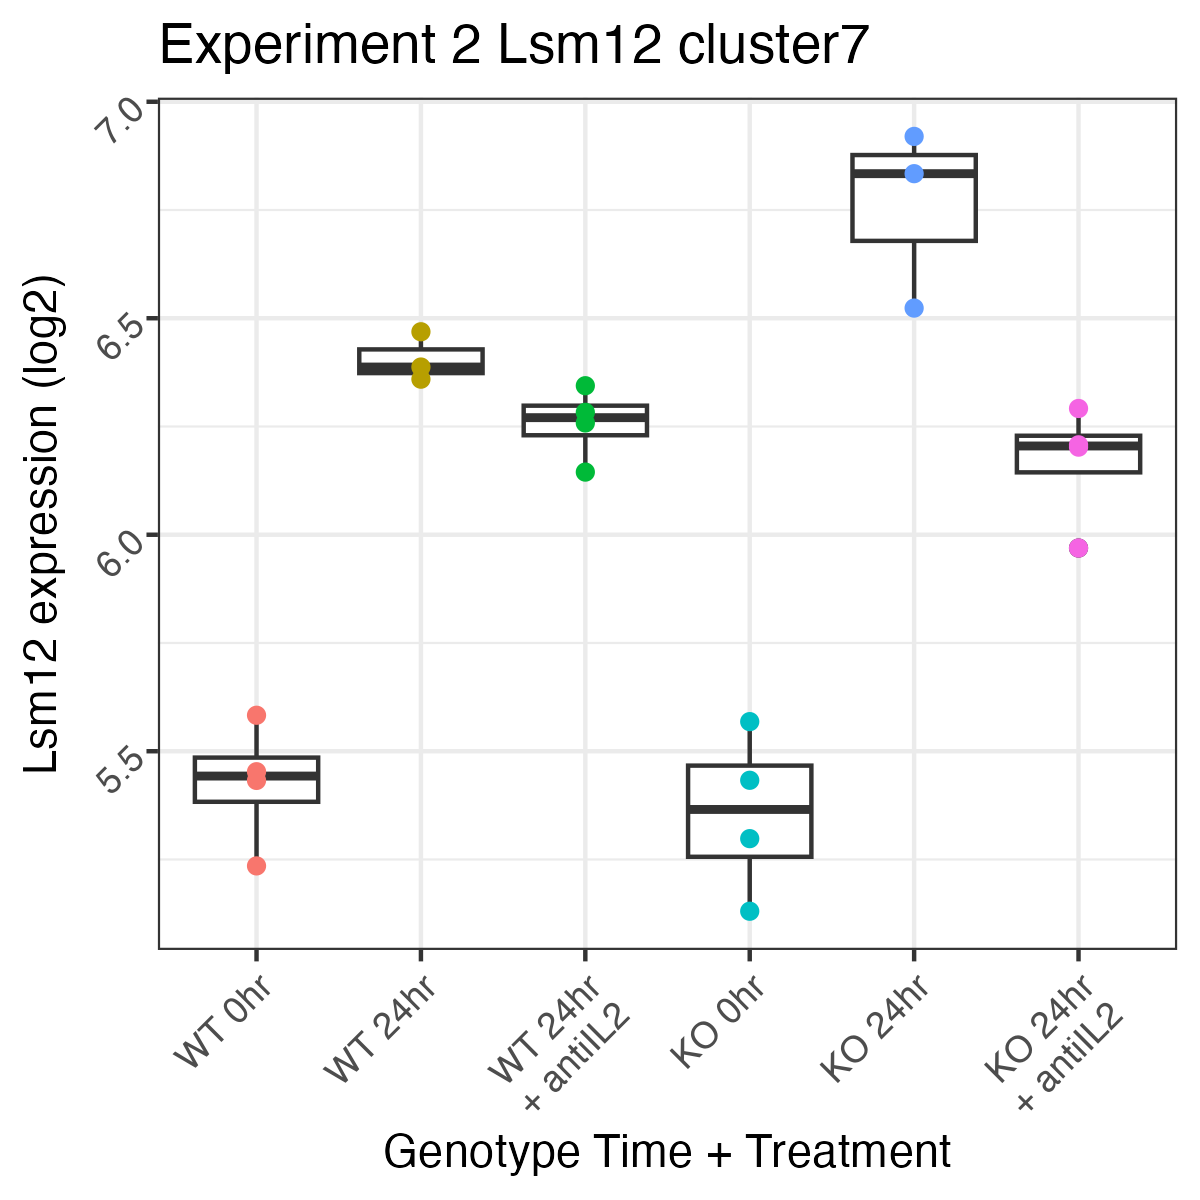 Experiment 2 Lsm12 cluster7
Lsm12 expression (log2)
7.0
6.5
6.0
5.5
WT 0hr
WT 24hr
WT 24hr
+ antiIL2
KO 0hr
KO 24hr
KO 24hr
+ antiIL2
Genotype Time + Treatment